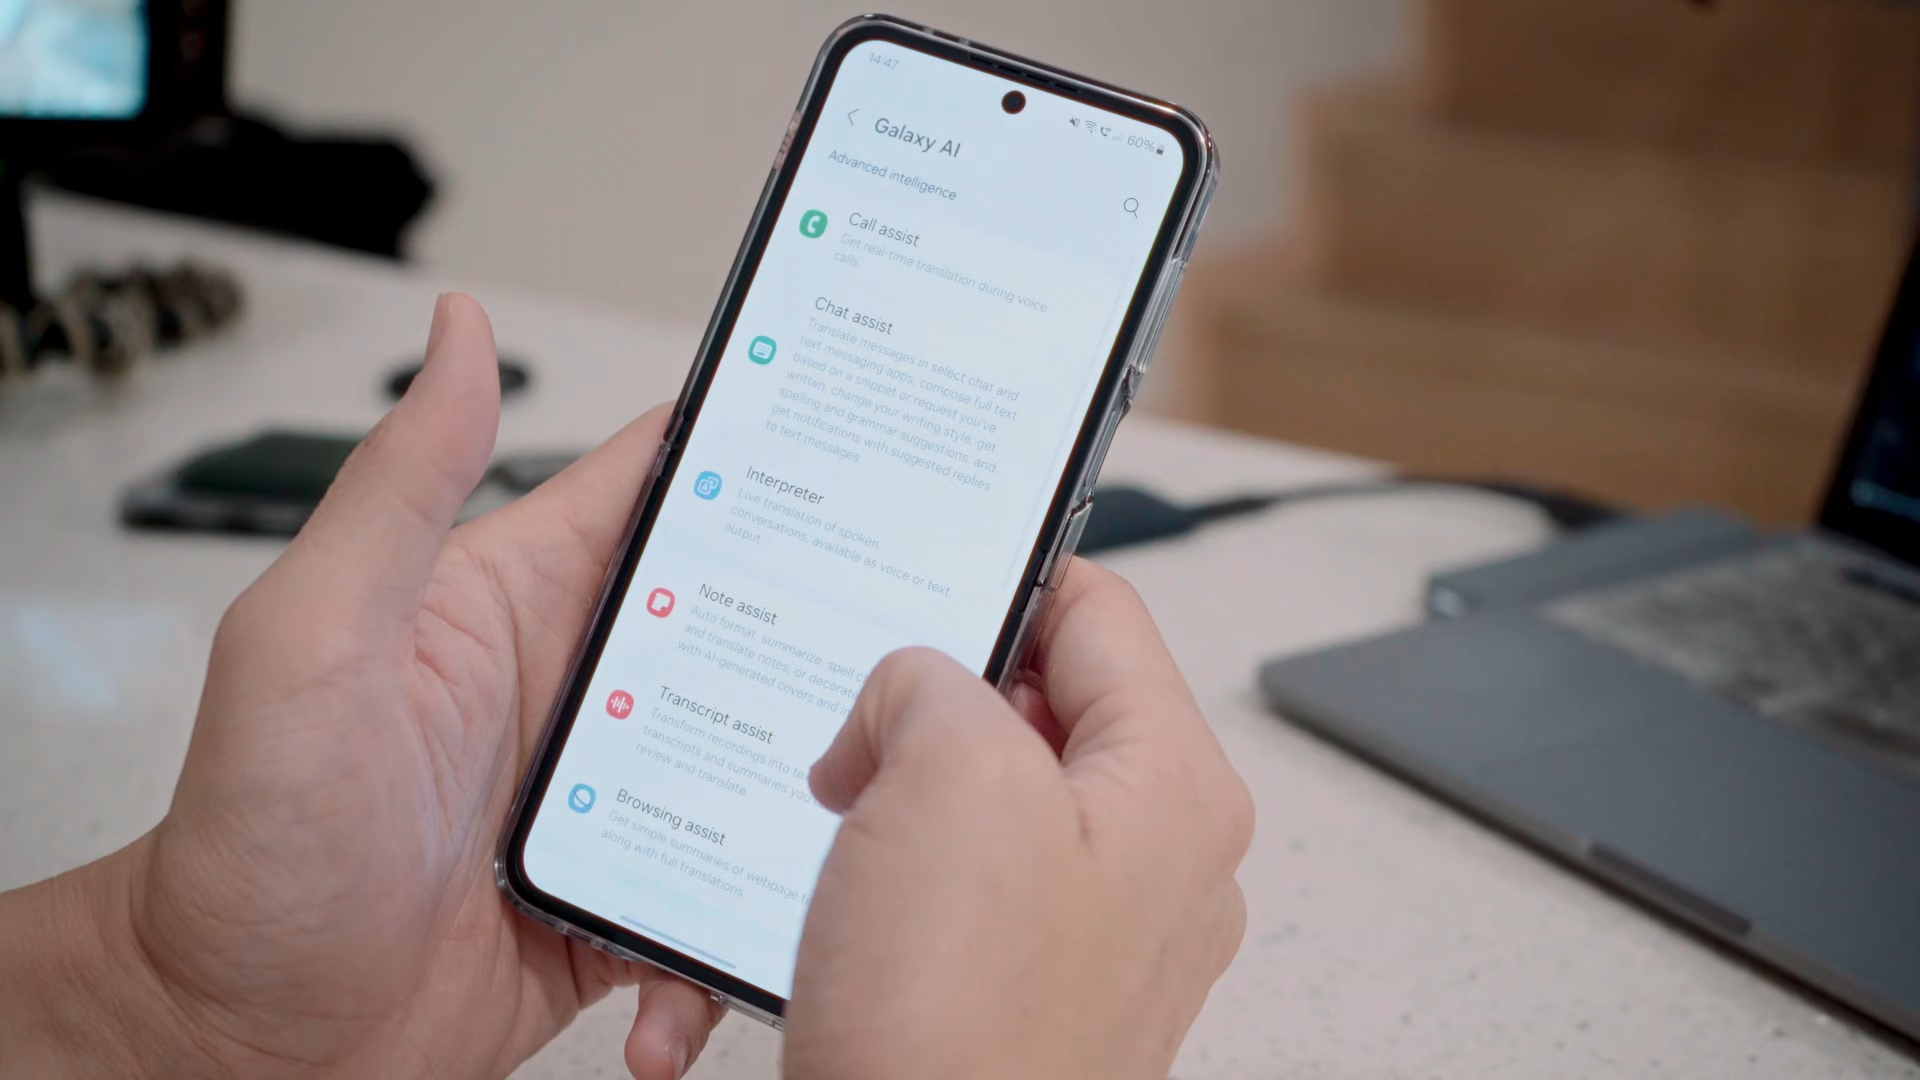 14:47
60%
Galaxy AI
Advanced intelligence
Call assist
Get real-time translation during voice
calls.
Chat assist
Translate messages in select chat and
text messaging apps, compose full text
based on a snippet or request you've
written, change your writing style, get
spelling and grammar suggestions, and
get notifications with suggested replies
to text messages.
Interpreter
Live translation of spoken
conversations, available as voice or text
output.
Note assist
Auto format, summarize, spell
and translate notes, or decorate
with AI-generated covers and
Transcript assist
Transform recordings into
transcripts and summaries you
review and translate.
Browsing assist
Get simple summaries of webpage
along with full translations.